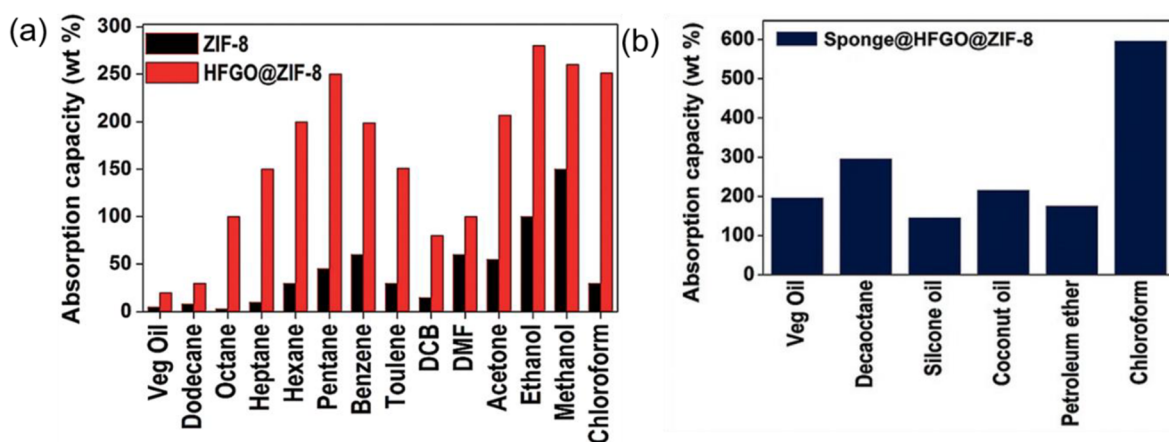 (a)
Absorption capacity (wt %)
300
250
200
150
100
50
0
ZIF-8
HFGO@ZIF-8
Veg Oil
Dodecane
Octane
Heptane
Hexane
Pentane
Benzene
Toulene
DCB
DMF
Acetone
Ethanol
Methanol
Chloroform
(b)
Absorption capacity (wt %)
600
500
400
300
200
100
0
Sponge@HFGO@ZIF-8
Veg Oil
Decaoctane
Silcone oil
Coconut oil
Petroleum ether
Chloroform